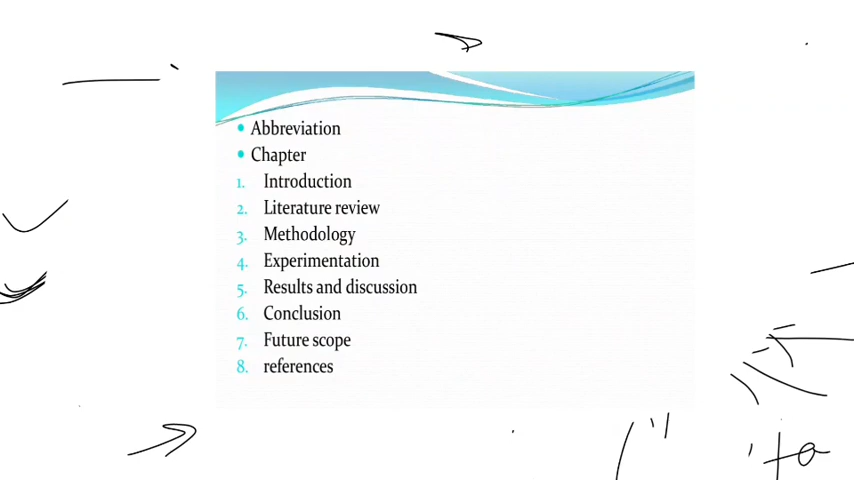 • Abbreviation
• Chapter
1. Introduction
2. Literature review
3. Methodology
4. Experimentation
5. Results and discussion
6. Conclusion
7. Future scope
8. references